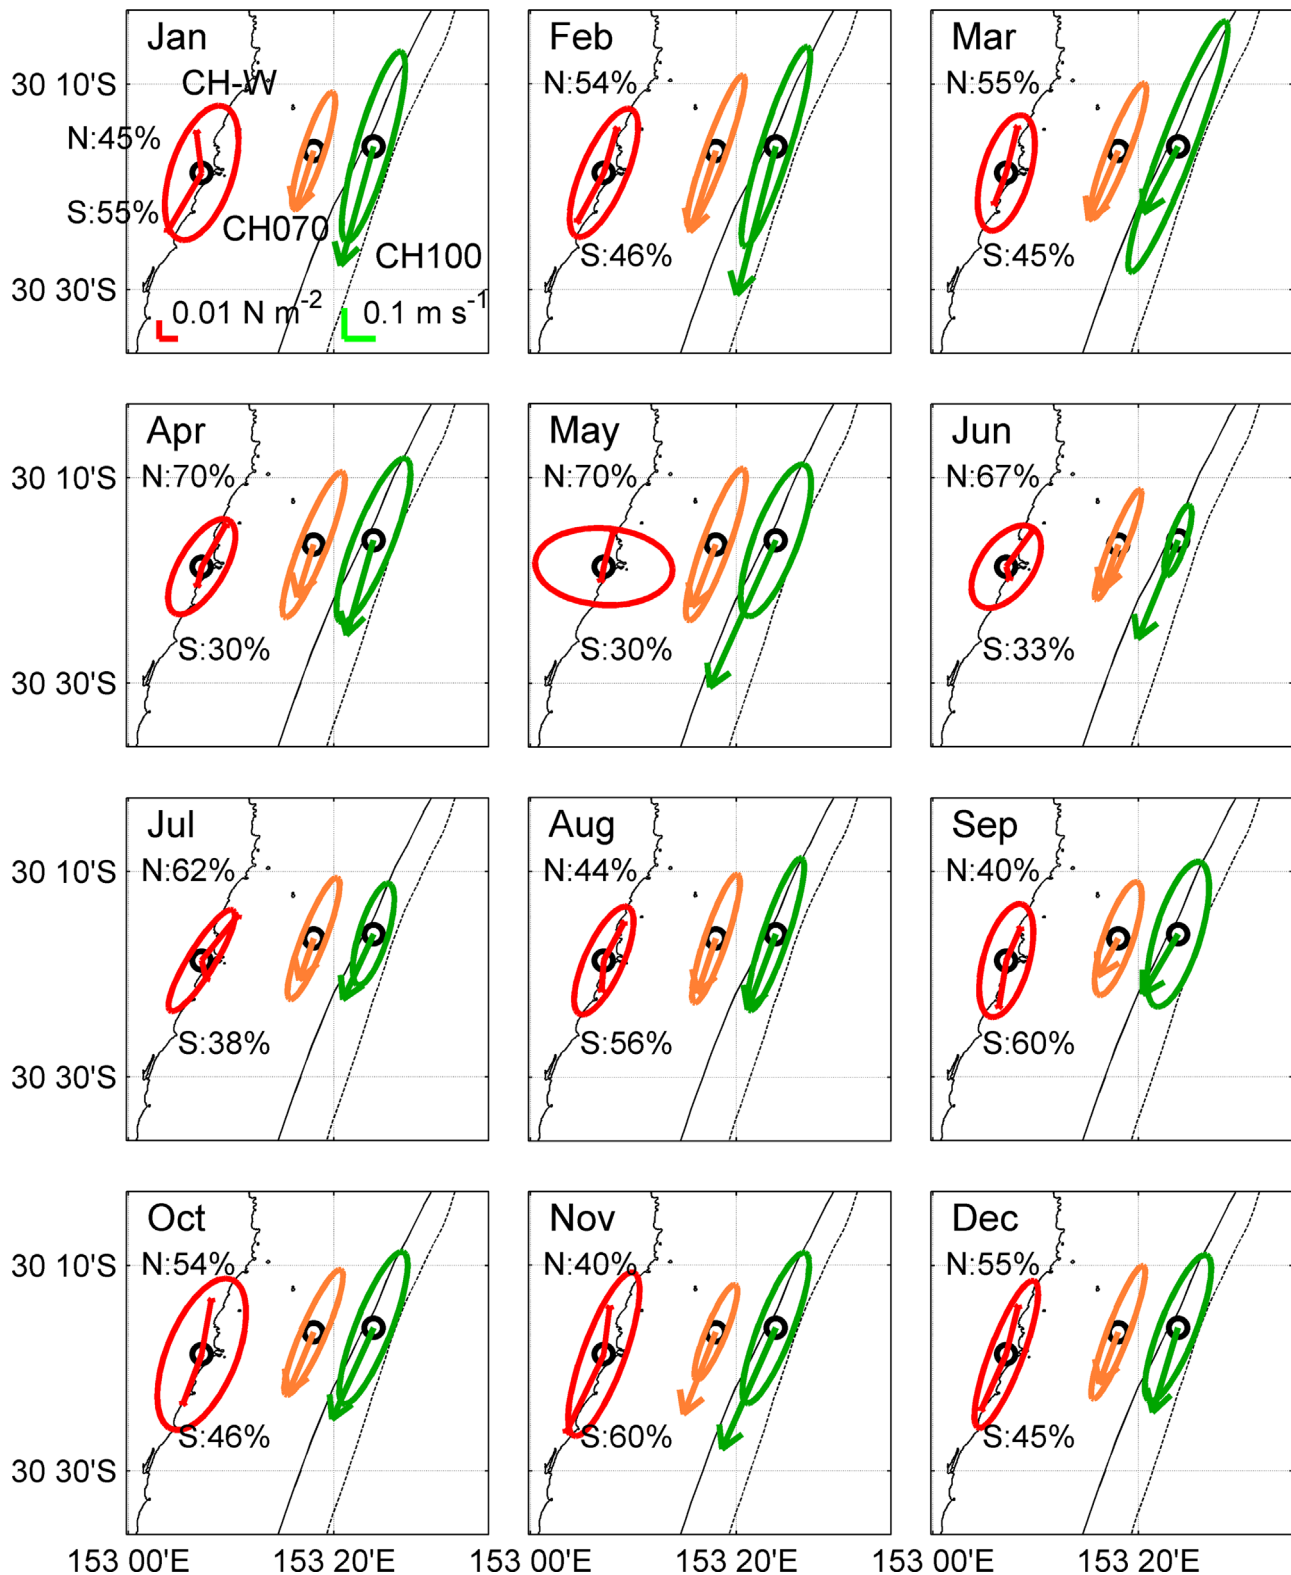 Jan
Feb
Mar
30 10'S
CH-W
N:54%
N:55%
N:45%
S:55%
CH070
CH100
S:46%
S:45%
30 30'S
0.01 N m⁻²
0.1 m s⁻¹
Apr
May
Jun
30 10'S
N:70%
N:70%
N:67%
S:30%
S:30%
S:33%
30 30'S
Jul
Aug
Sep
30 10'S
N:62%
N:44%
N:40%
S:38%
S:56%
S:60%
30 30'S
Oct
Nov
Dec
30 10'S
N:54%
N:40%
N:55%
S:46%
S:60%
S:45%
30 30'S
153 00'E
153 20'E
153 00'E
153 20'E
153 00'E
153 20'E